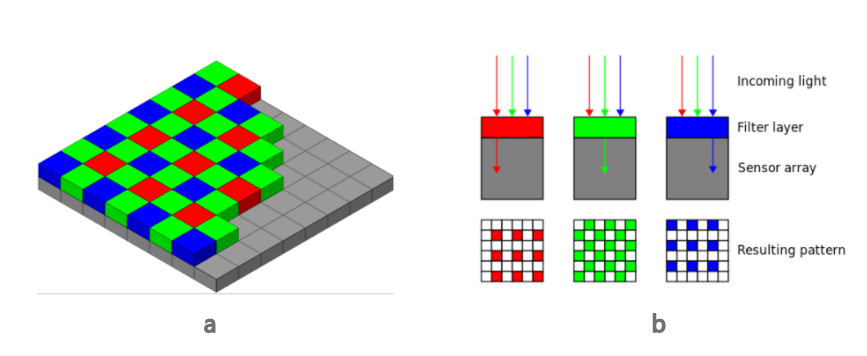 Incoming light
Filter layer
Sensor array
Resulting pattern
a
b